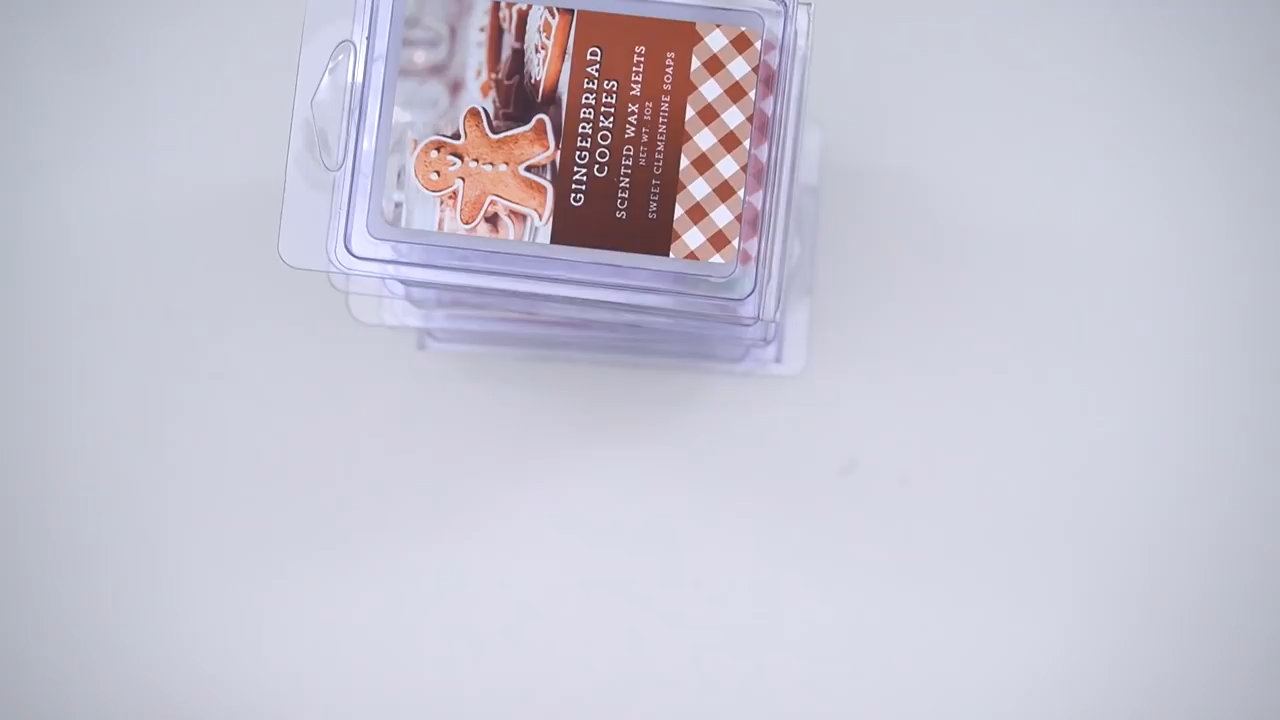 GINGERBREAD
COOKIES
SCENTED WAX MELTS
NET WT. 3OZ
SWEET CLEMENTINE SOAPS